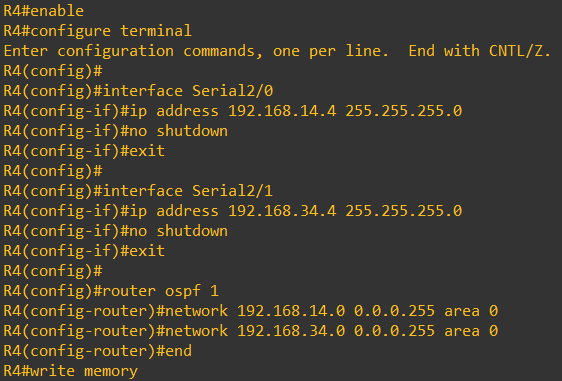 R4#enable
R4#configure terminal
Enter configuration commands, one per line.  End with CNTL/Z.
R4(config)#
R4(config)#interface Serial2/0
R4(config-if)#ip address 192.168.14.4 255.255.255.0
R4(config-if)#no shutdown
R4(config-if)#exit
R4(config)#
R4(config)#interface Serial2/1
R4(config-if)#ip address 192.168.34.4 255.255.255.0
R4(config-if)#no shutdown
R4(config-if)#exit
R4(config)#
R4(config)#router ospf 1
R4(config-router)#network 192.168.14.0 0.0.0.255 area 0
R4(config-router)#network 192.168.34.0 0.0.0.255 area 0
R4(config-router)#end
R4#write memory